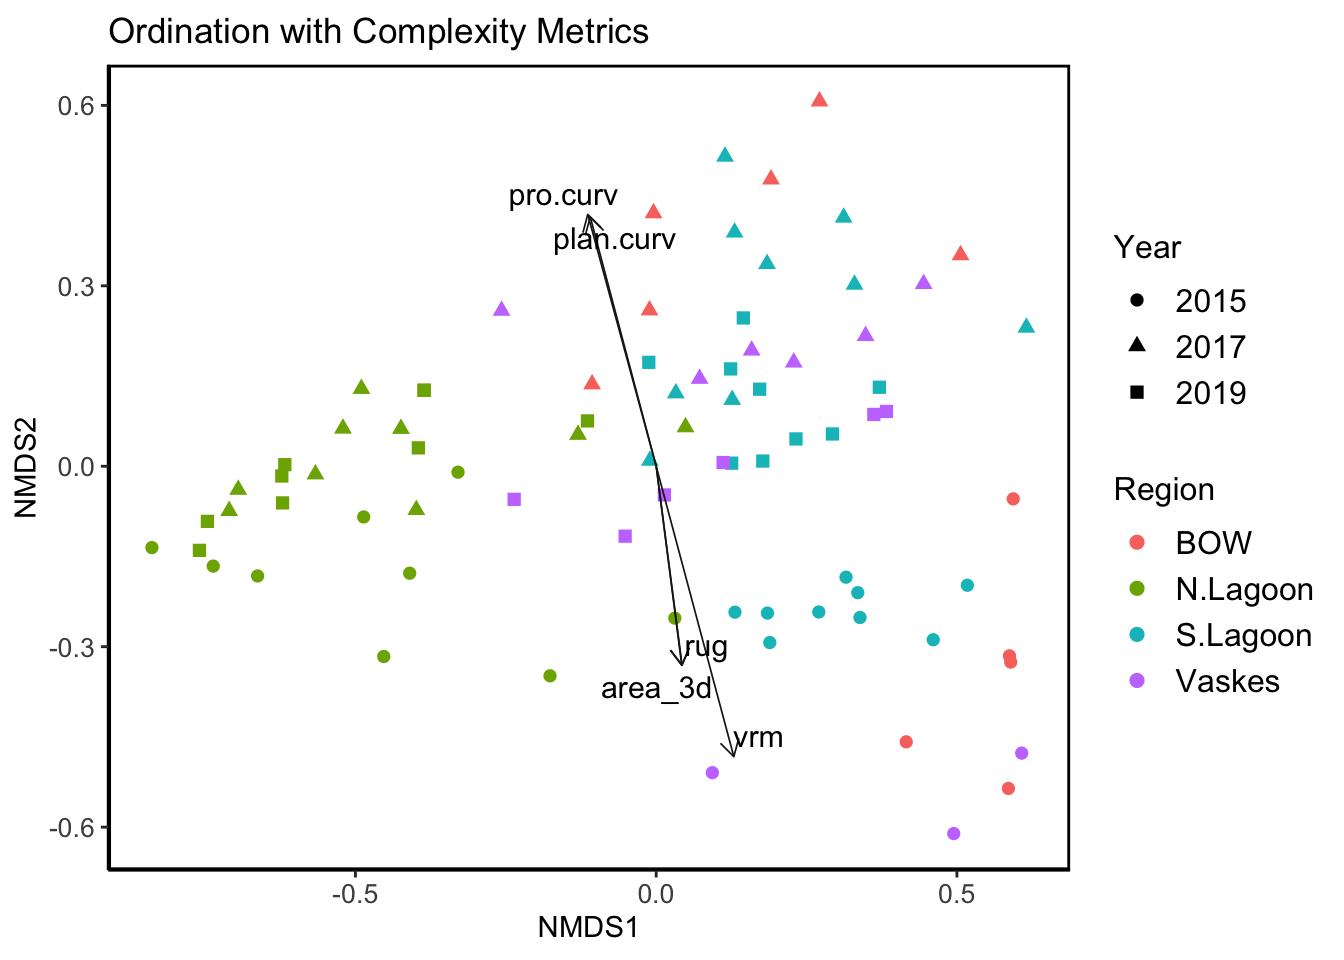 Ordination with Complexity Metrics
0.6
0.3
0.0
-0.3
-0.6
NMDS2
pro.curv
plan.curv
rug
area_3d
vrm
-0.5
0.0
0.5
NMDS1
Year
2015
2017
2019
Region
BOW
N.Lagoon
S.Lagoon
Vaskes